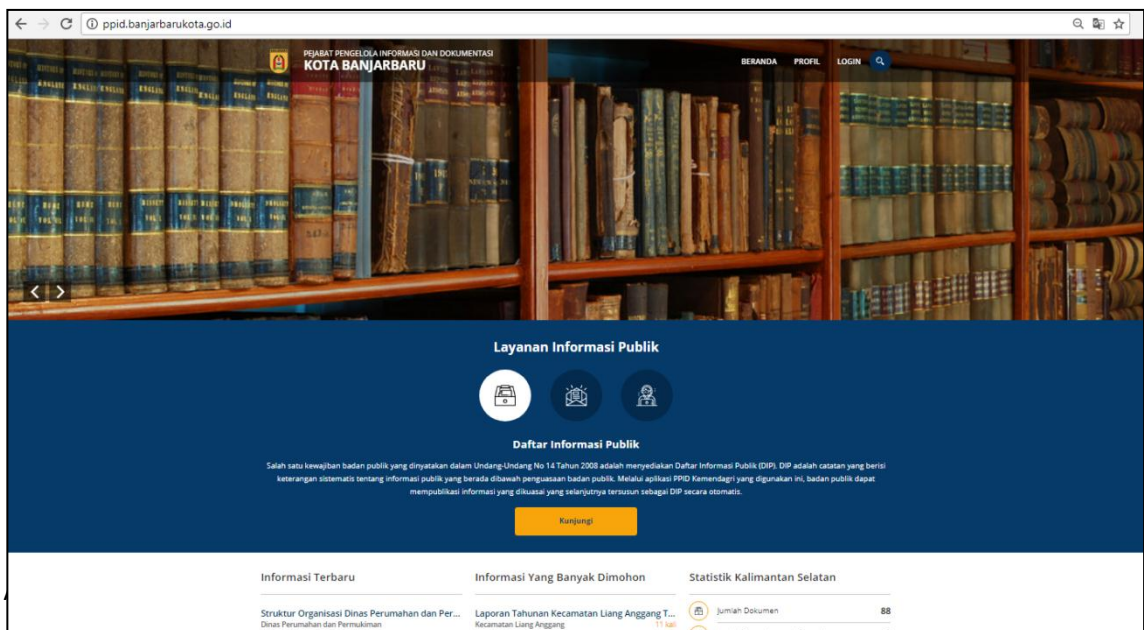 ppid.banjarbarukota.go.id
PEJABAT PENGELOLA INFORMASI DAN DOKUMENTASI
KOTA BANJARBARU
BERANDA PROFIL LOGIN
Layanan Informasi Publik
Daftar Informasi Publik
Salah satu kewajiban badan publik yang dinyatakan dalam Undang-Undang No 14 Tahun 2008 adalah menyediakan Daftar Informasi Publik (DIP). DIP adalah catatan yang berisi
keterangan sistematis tentang informasi publik yang berada dibawah penguasaan badan publik. Melalui aplikasi PPID Kemendagri yang digunakan ini, badan publik dapat
mempublikasi informasi yang dikuasai yang selanjutnya tersusun sebagai DIP secara otomatis.
Kunjungi
Informasi Terbaru
Struktur Organisasi Dinas Perumahan dan Per...
Dinas Perumahan dan Permukiman
Informasi Yang Banyak Dimohon
Laporan Tahunan Kecamatan Liang Anggang T...
Kecamatan Liang Anggang 11 kali
Statistik Kalimantan Selatan
Jumlah Dokumen 88